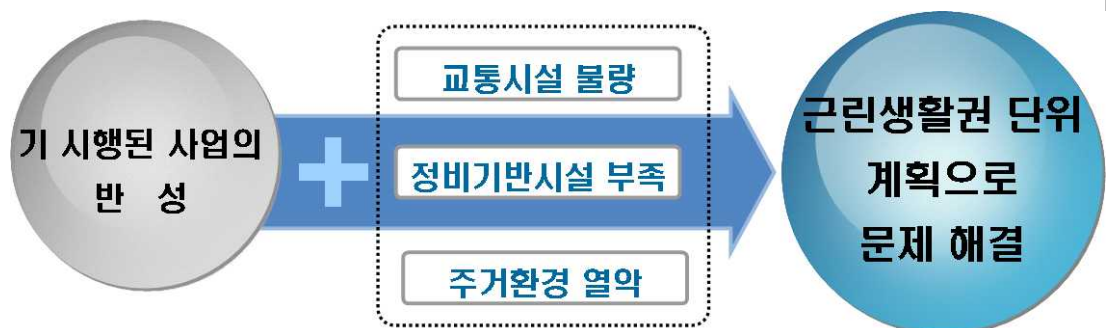 기 시행된 사업의
반 성
교통시설 불량
정비기반시설 부족
주거환경 열악
근린생활권 단위
계획으로
문제 해결